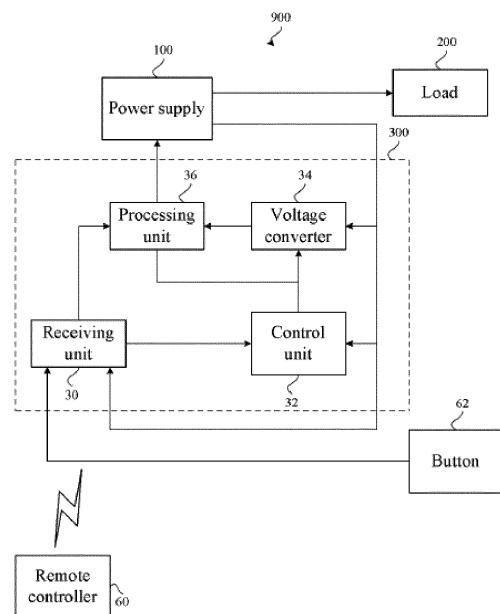 900
100
200
Power supply
Load
300
36
34
Processing
unit
Voltage
converter
Receiving
unit
Control
unit
30
32
62
Button
Remote
controller
60